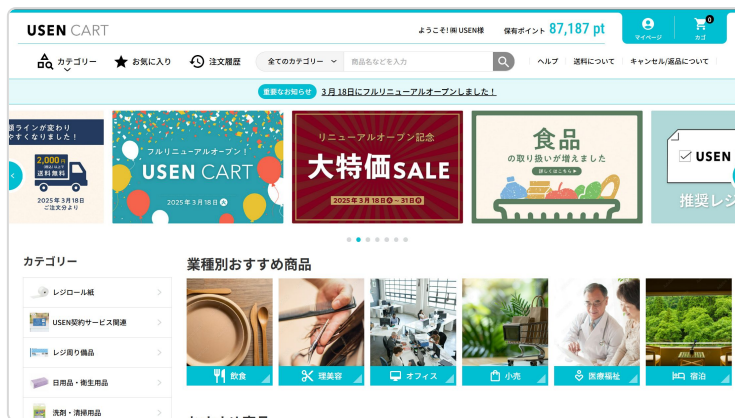 USEN CART
ようこそ! ㈱ USEN様
保有ポイント 87,187 pt
マイページ
0
カゴ
カテゴリー
お気に入り
注文履歴
全てのカテゴリー
商品名などを入力
ヘルプ
送料について
キャンセル/返品について
重要なお知らせ
3月18日にフルリニューアルオープンしました!
ラインが変わり
やすくなりました!
2,000円
送料無料
2025年3月18日
ご注文分より
フルリニューアルオープン!
USEN CART
2025年3月18日 火
リニューアルオープン記念
大特価SALE
2025年3月18日火~31日月
食品
の取り扱いが増えました
詳しくはこちら▶
USEN
推奨レジ
カテゴリー
レジロール紙
USEN契約サービス関連
レジ周り備品
日用品・衛生用品
洗剤・清掃用品
業種別おすすめ商品
飲食
理美容
オフィス
小売
医療福祉
宿泊